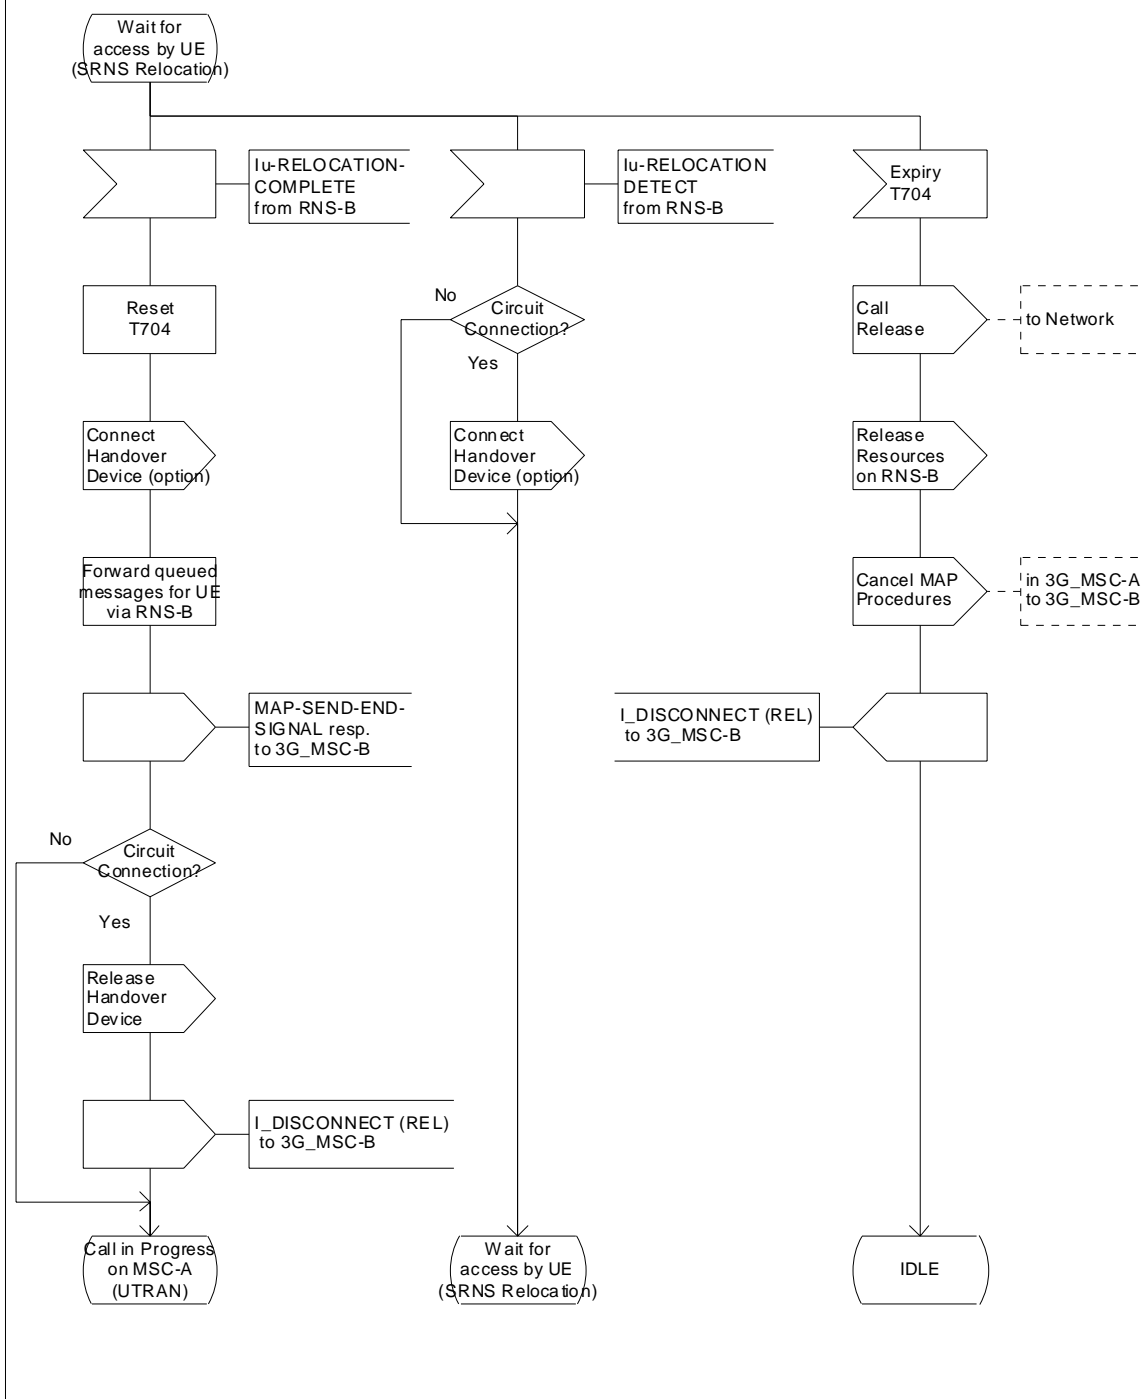 Wait for
access by UE
(SRNS Relocation)
Iu-RELOCATION-
COMPLETE
from RNS-B
Iu-RELOCATION
DETECT
from RNS-B
Expiry
T704
Reset
T704
No
Circuit
Connection?
Yes
Call
Release
to Network
Connect
Handover
Device (option)
Connect
Handover
Device (option)
Release
Resources
on RNS-B
Forward queued
messages for UE
via RNS-B
Cancel MAP
Procedures
in 3G_MSC-A
to 3G_MSC-B
MAP-SEND-END-
SIGNAL resp.
to 3G_MSC-B
I_DISCONNECT (REL)
to 3G_MSC-B
No
Circuit
Connection?
Yes
Release
Handover
Device
I_DISCONNECT (REL)
to 3G_MSC-B
Call in Progress
on MSC-A
(UTRAN)
Wait for
access by UE
(SRNS Relocation)
IDLE